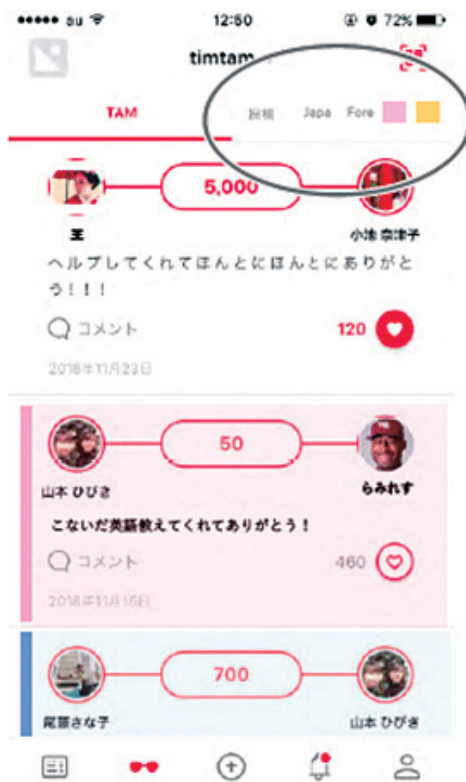 au 12:50 72%
timtam
TAM 投稿 Japa Fore
5,000
王 小池 奈津子
ヘルプしてくれてほんとにほんとにありがと
う!!!
コメント 120
2018年11月23日
50
山本 ひびき らみれす
こないだ英語教えてくれてありがとう!
コメント 460
2018年11月16日
700
尾藤さな子 山本 ひびき